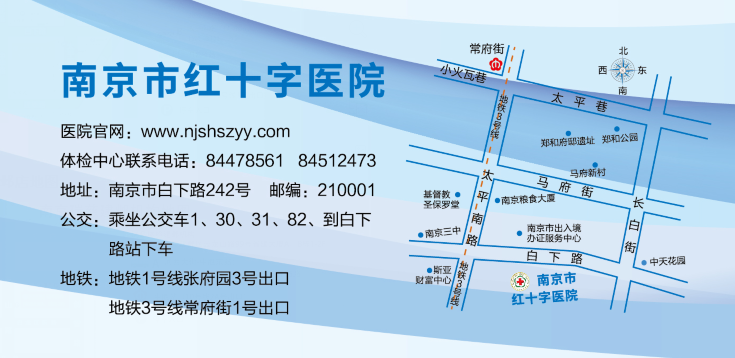 南京市红十字医院
医院官网：www.njshszyy.com
体检中心联系电话：84478561 84512473
地址：南京市白下路242号 邮编：210001
公交：乘坐公交车1、30、31、82、到白下
路站下车
地铁：地铁1号线张府园3号出口
地铁3号线常府街1号出口
常府街
北
西
东
南
小火瓦巷
太平巷
地铁3号线
郑和府邸遗址
郑和公园
马府新村
太平南路
马府街
长白街
基督教
圣保罗堂
南京粮食大厦
南京三中
南京市出入境
办证服务中心
白下路
中天花园
斯亚
财富中心
地铁3号线
南京市
红十字医院